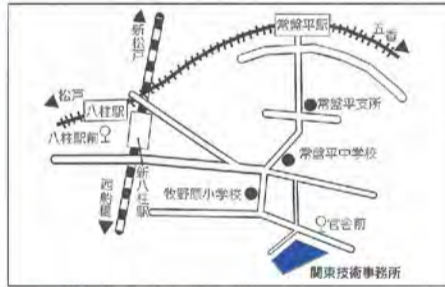 新松戸
常盤平駅
五香
松戸
八柱駅
八柱駅前
常盤平支所
常盤平中学校
新八柱駅
西船橋
牧野原小学校
官舎前
関東技術事務所